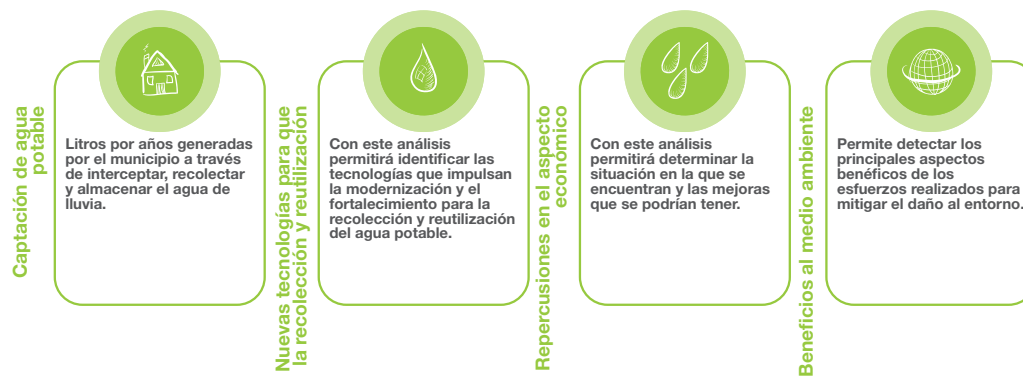 Captación de agua
potable
Litros por años generadas
por el municipio a través
de interceptar, recolectar
y almacenar el agua de
lluvia.
Nuevas tecnologías para que
la recolección y reutilización
Con este análisis
permitirá identificar las
tecnologías que impulsan
la modernización y el
fortalecimiento para la
recolección y reutilización
del agua potable.
Repercusiones en el aspecto
económico
Con este análisis
permitirá determinar la
situación en la que se
encuentran y las mejoras
que se podrían tener.
Beneficios al medio ambiente
Permite detectar los
principales aspectos
benéficos de los
esfuerzos realizados para
mitigar el daño al entorno.